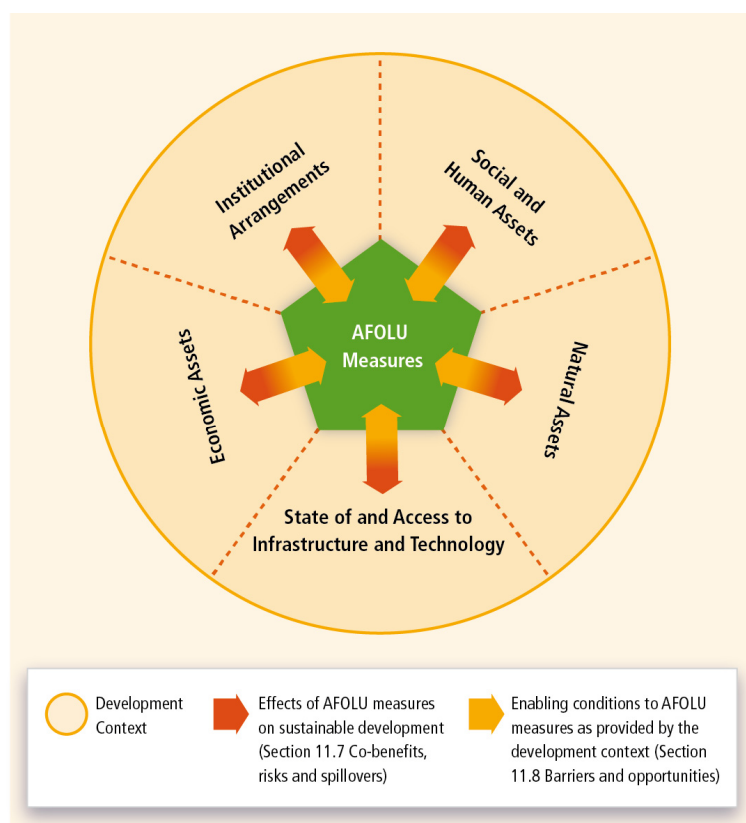 Institutional
Arrangements
Social and
Human Assets
AFOLU
Measures
Economic Assets
Natural Assets
State of and Access to
Infrastructure and Technology
Development
Context
Effects of AFOLU measures
on sustainable development
(Section 11.7 Co-benefits,
risks and spillovers)
Enabling conditions to AFOLU
measures as provided by the
development context (Section
11.8 Barriers and opportunities)